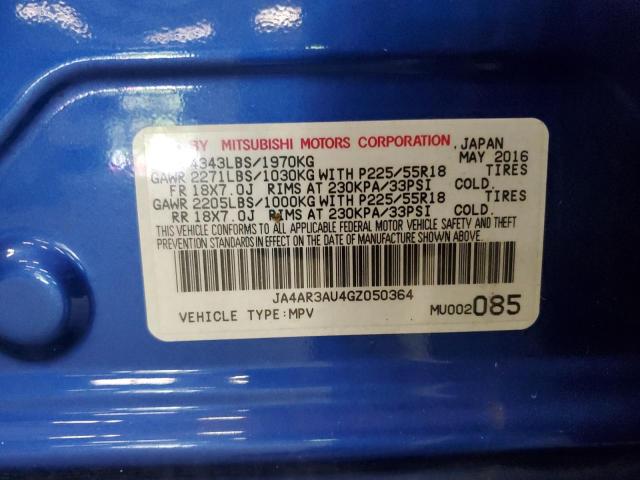 BY MITSUBISHI MOTORS CORPORATION, JAPAN
4343LBS/1970KG MAY 2016
GAWR 2271LBS/1030KG WITH P225/55R18 TIRES
FR 18X7.0J RIMS AT 230KPA/33PSI COLD.
GAWR 2205LBS/1000KG WITH P225/55R18 TIRES
RR 18X7.0J RIMS AT 230KPA/33PSI COLD.
THIS VEHICLE CONFORMS TO ALL APPLICABLE FEDERAL MOTOR VEHICLE SAFETY AND THEFT
PREVENTION STANDARDS IN EFFECT ON THE DATE OF MANUFACTURE SHOWN ABOVE.
JA4AR3AU4GZ050364
VEHICLE TYPE:MPV MU002085